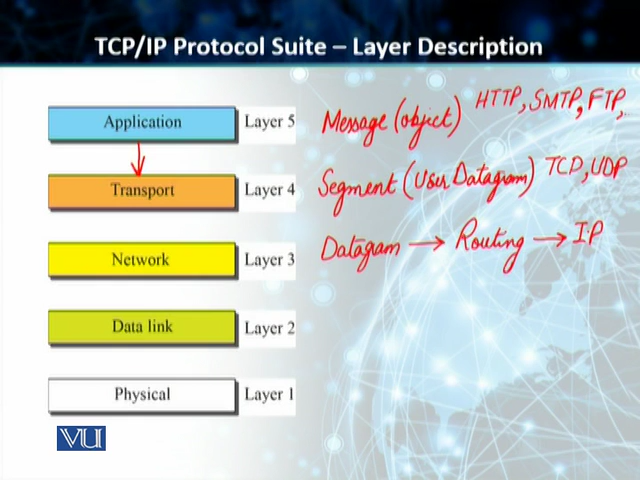 TCP/IP Protocol Suite – Layer Description
Application Layer 5 Message (object) HTTP, SMTP, FTP,
Transport Layer 4 Segment (User Datagram) TCP, UDP
Network Layer 3 Datagram → Routing → IP
Data link Layer 2
Physical Layer 1
VU